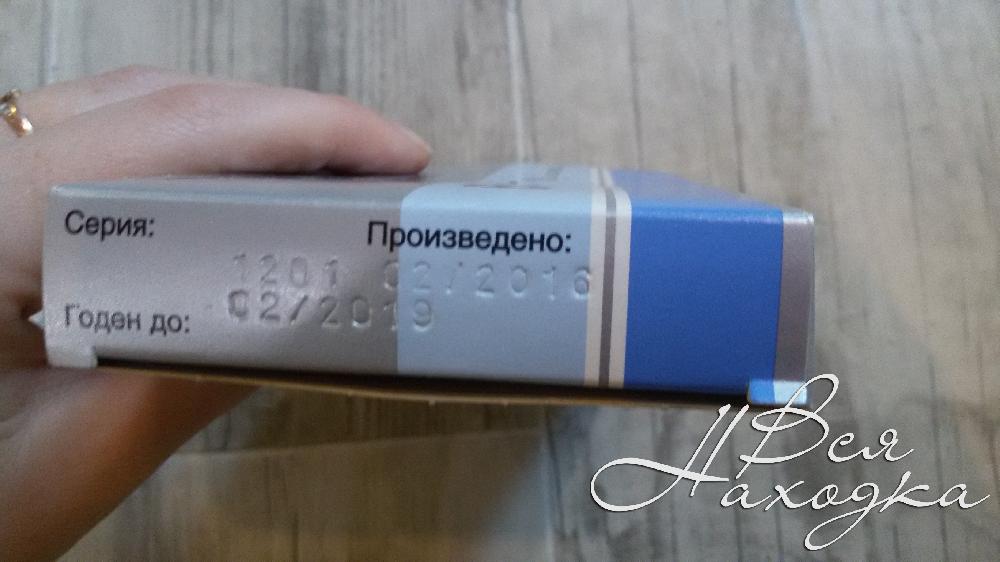 Серия:
Произведено:
1201 02/2016
02/2019
Годен до:
Вся
Находка